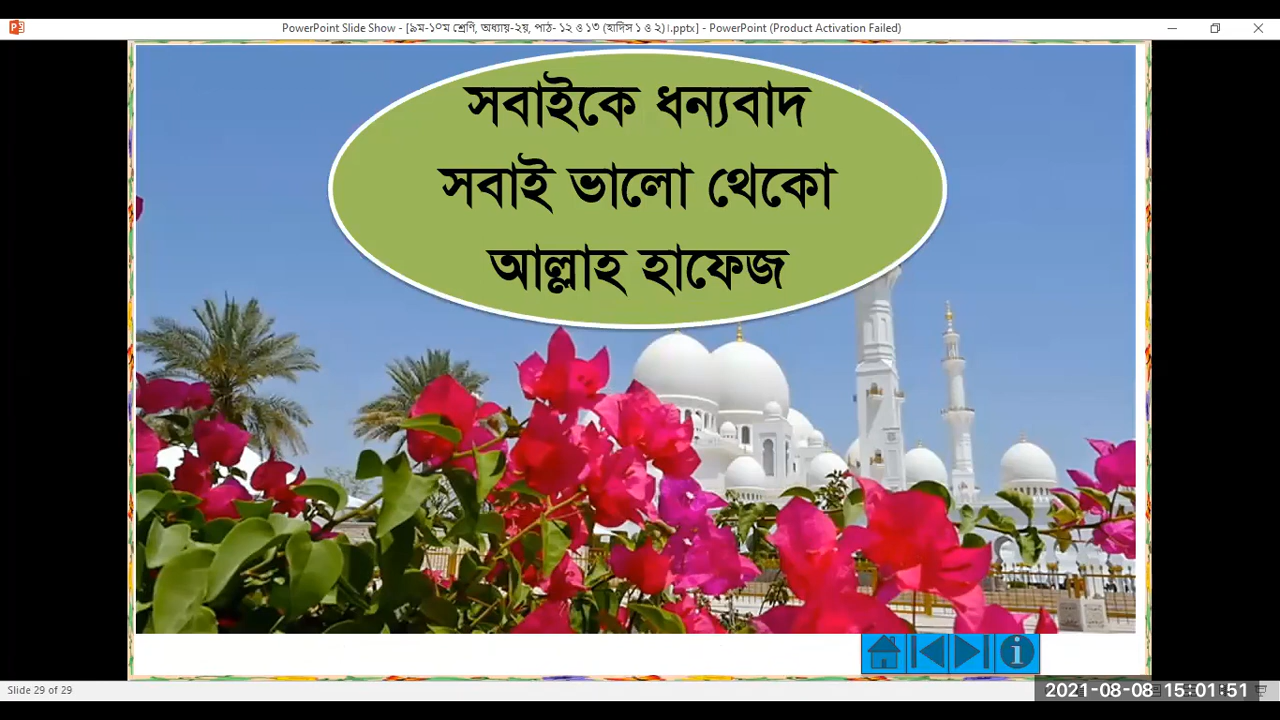 PowerPoint Slide Show - [৯ম-১০ম শ্রেণি, অধ্যায়-২য়, পাঠ- ১২ ও ১৩ (হাদিস ১ ও ২)।.pptx] - PowerPoint (Product Activation Failed)
সবাইকে ধন্যবাদ
সবাই ভালো থেকো
আল্লাহ হাফেজ
Slide 29 of 29
2021-08-08 15:01:51